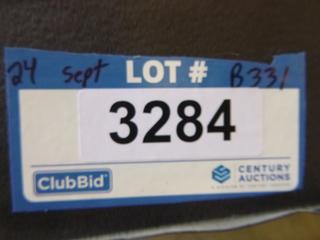 24 Sept LOT # B331
3284
ClubBid
CENTURY
AUCTIONS